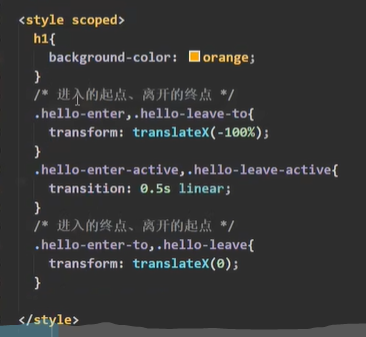 <style scoped>
h1{
background-color: orange;
}
/* 进入的起点、离开的终点 */
.hello-enter,.hello-leave-to{
transform: translateX(-100%);
}
.hello-enter-active,.hello-leave-active{
transition: 0.5s linear;
}
/* 进入的终点、离开的起点 */
.hello-enter-to,.hello-leave{
transform: translateX(0);
}
</style>